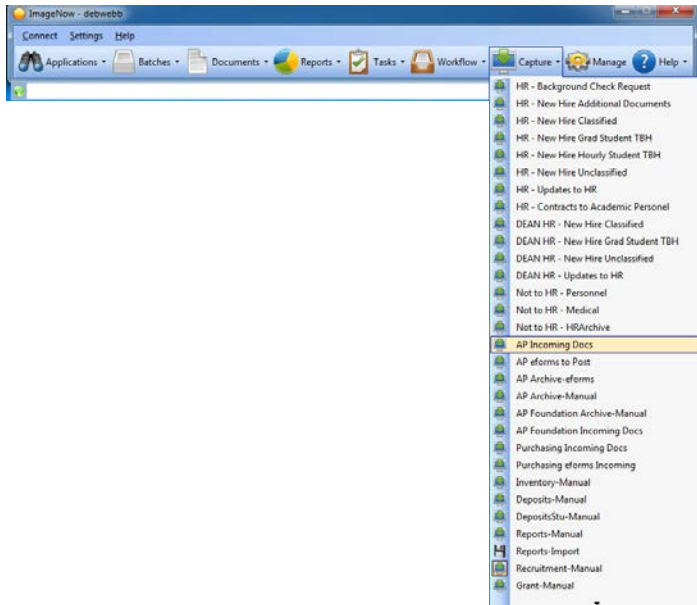 ImageNow - debwebb
Connect Settings Help
Applications Batches Documents Reports Tasks Workflow Capture Manage Help
HR - Background Check Request
HR - New Hire Additional Documents
HR - New Hire Classified
HR - New Hire Grad Student TBH
HR - New Hire Hourly Student TBH
HR - New Hire Unclassified
HR - Updates to HR
HR - Contracts to Academic Personel
DEAN HR - New Hire Classified
DEAN HR - New Hire Grad Student TBH
DEAN HR - New Hire Unclassified
DEAN HR - Updates to HR
Not to HR - Personnel
Not to HR - Medical
Not to HR - HRArchive
AP Incoming Docs
AP eforms to Post
AP Archive-eforms
AP Archive-Manual
AP Foundation Archive-Manual
AP Foundation Incoming Docs
Purchasing Incoming Docs
Purchasing eforms Incoming
Inventory-Manual
Deposits-Manual
DepositsStu-Manual
Reports-Manual
Reports-Import
Recruitment-Manual
Grant-Manual